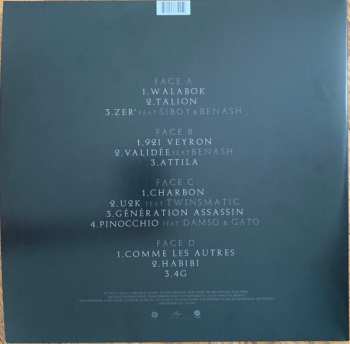 FACE A
1.WALABOK
2.TALION
3.ZER' FEAT SIBOY & BENASH
FACE B
1.921 VEYRON
2.VALIDÉE FEAT BENASH
3.ATTILA
FACE C
1.CHARBON
2.U2K FEAT TWINSMATIC
3.GÉNÉRATION ASSASSIN
4.PINOCCHIO FEAT DAMSO & GATO
FACE D
1.COMME LES AUTRES
2.HABIBI
3.4G